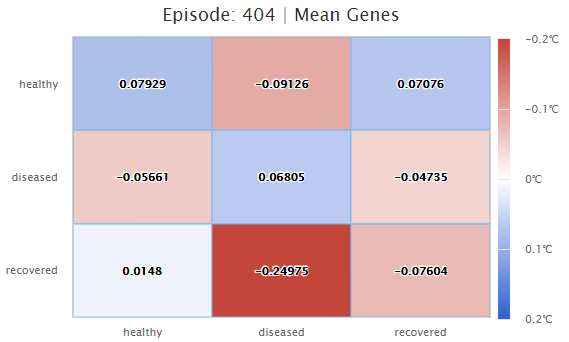 Episode: 404 | Mean Genes
healthy 0.07929 −0.09126 0.07076
diseased −0.05661 0.06805 −0.04735
recovered 0.0148 −0.24975 −0.07604
healthy diseased recovered
−0.2℃
−0.1℃
0℃
0.1℃
0.2℃